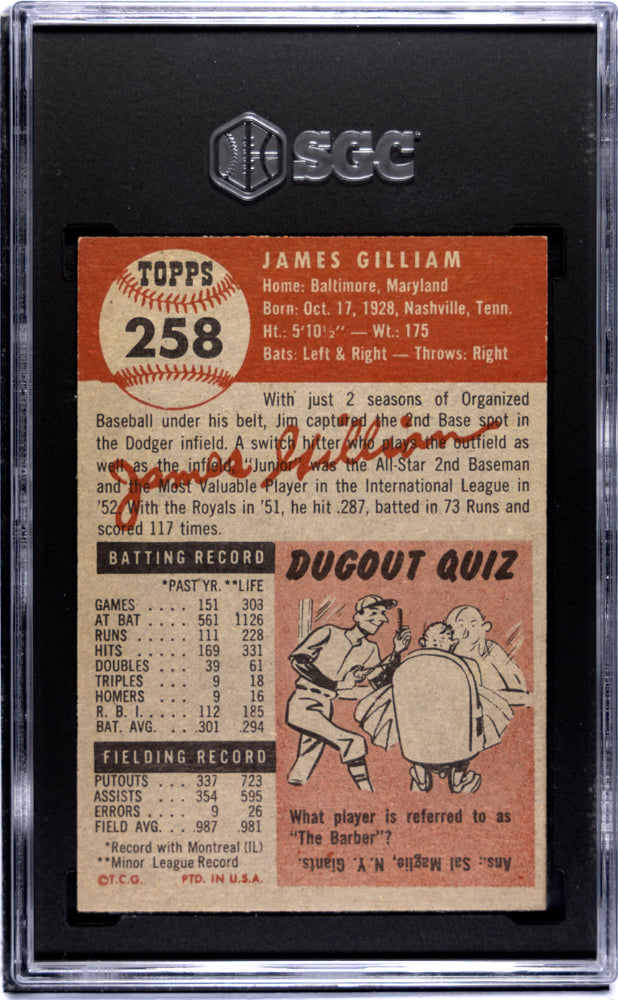 SGC
TOPPS
258
JAMES GILLIAM
Home: Baltimore, Maryland
Born: Oct. 17, 1928, Nashville, Tenn.
Ht.: 5'10½" — Wt.: 175
Bats: Left & Right — Throws: Right
With just 2 seasons of Organized
Baseball under his belt, Jim captured the 2nd Base spot in
the Dodger infield. A switch hitter who plays the outfield as
well as the infield, "Junior" was the All-Star 2nd Baseman
and the Most Valuable Player in the International League in
'52. With the Royals in '51, he hit .287, batted in 73 Runs and
scored 117 times.
James Gilliam
BATTING RECORD
*PAST YR. **LIFE
GAMES .... 151 303
AT BAT .... 561 1126
RUNS ..... 111 228
HITS ..... 169 331
DOUBLES ... 39 61
TRIPLES ... 9 18
HOMERS ... 9 16
R. B. I. .... 112 185
BAT. AVG. ... .301 .294
FIELDING RECORD
PUTOUTS ... 337 723
ASSISTS ... 354 595
ERRORS .... 9 26
FIELD AVG. ... .987 .981
*Record with Montreal (IL)
**Minor League Record
©T.C.G. PTD. IN U.S.A.
DUGOUT QUIZ
What player is referred to as
"The Barber"?
Ans.: Sal Maglie, N. Y. Giants.